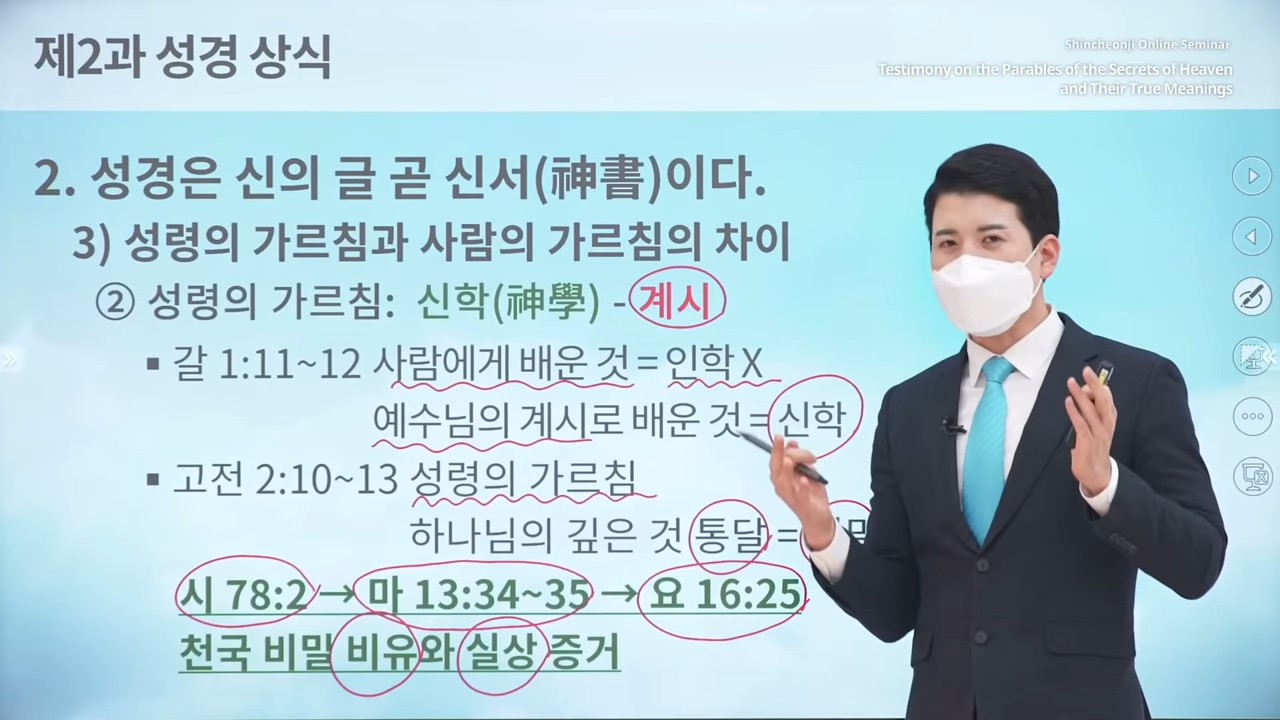 제2과 성경 상식
Shincheonji Online Seminar
Testimony on the Parables of the Secrets of Heaven
and Their True Meanings
2. 성경은 신의 글 곧 신서(神書)이다.
3) 성령의 가르침과 사람의 가르침의 차이
② 성령의 가르침: 신학(神學) - 계시
▪ 갈 1:11~12 사람에게 배운 것 = 인학 X
예수님의 계시로 배운 것 = 신학
▪ 고전 2:10~13 성령의 가르침
하나님의 깊은 것 통달 =
시 78:2 → 마 13:34~35 → 요 16:25
천국 비밀 비유와 실상 증거